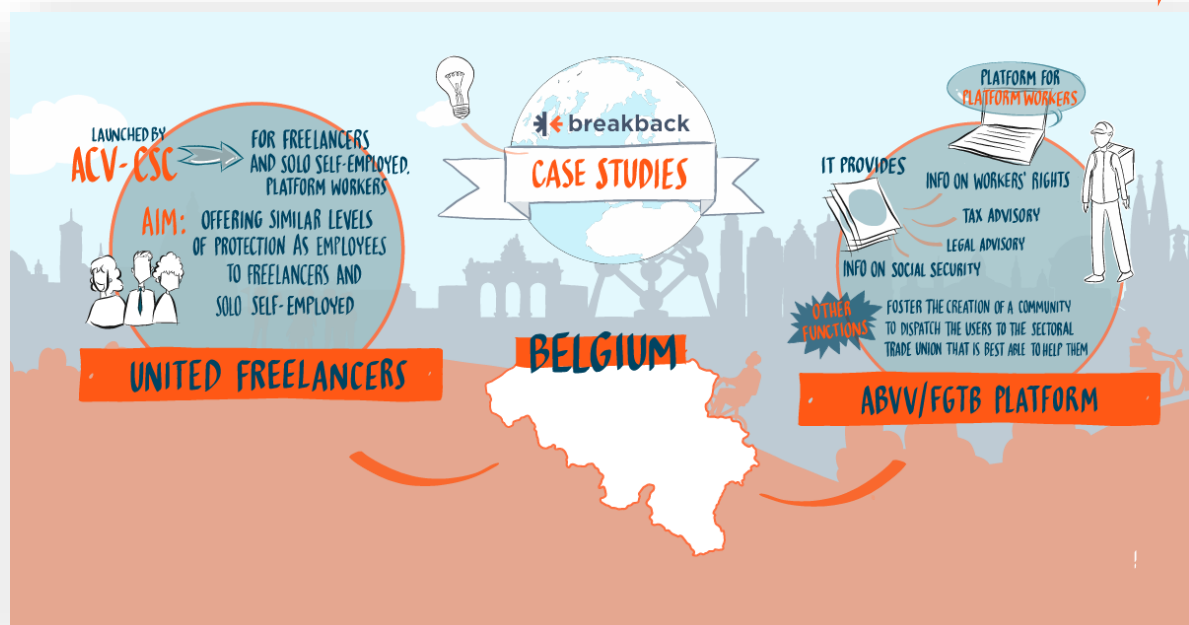 breakback
CASE STUDIES
LAUNCHED BY
ACV-CSC
FOR FREELANCERS
AND SOLO SELF-EMPLOYED.
PLATFORM WORKERS
AIM: OFFERING SIMILAR LEVELS
OF PROTECTION AS EMPLOYEES
TO FREELANCERS AND
SOLO SELF-EMPLOYED
UNITED FREELANCERS
BELGIUM
PLATFORM FOR
PLATFORM WORKERS
IT PROVIDES
INFO ON WORKERS' RIGHTS
TAX ADVISORY
LEGAL ADVISORY
INFO ON SOCIAL SECURITY
OTHER
FUNCTIONS
FOSTER THE CREATION OF A COMMUNITY
TO DISPATCH THE USERS TO THE SECTORAL
TRADE UNION THAT IS BEST ABLE TO HELP THEM
ABVV/FGTB PLATFORM
!